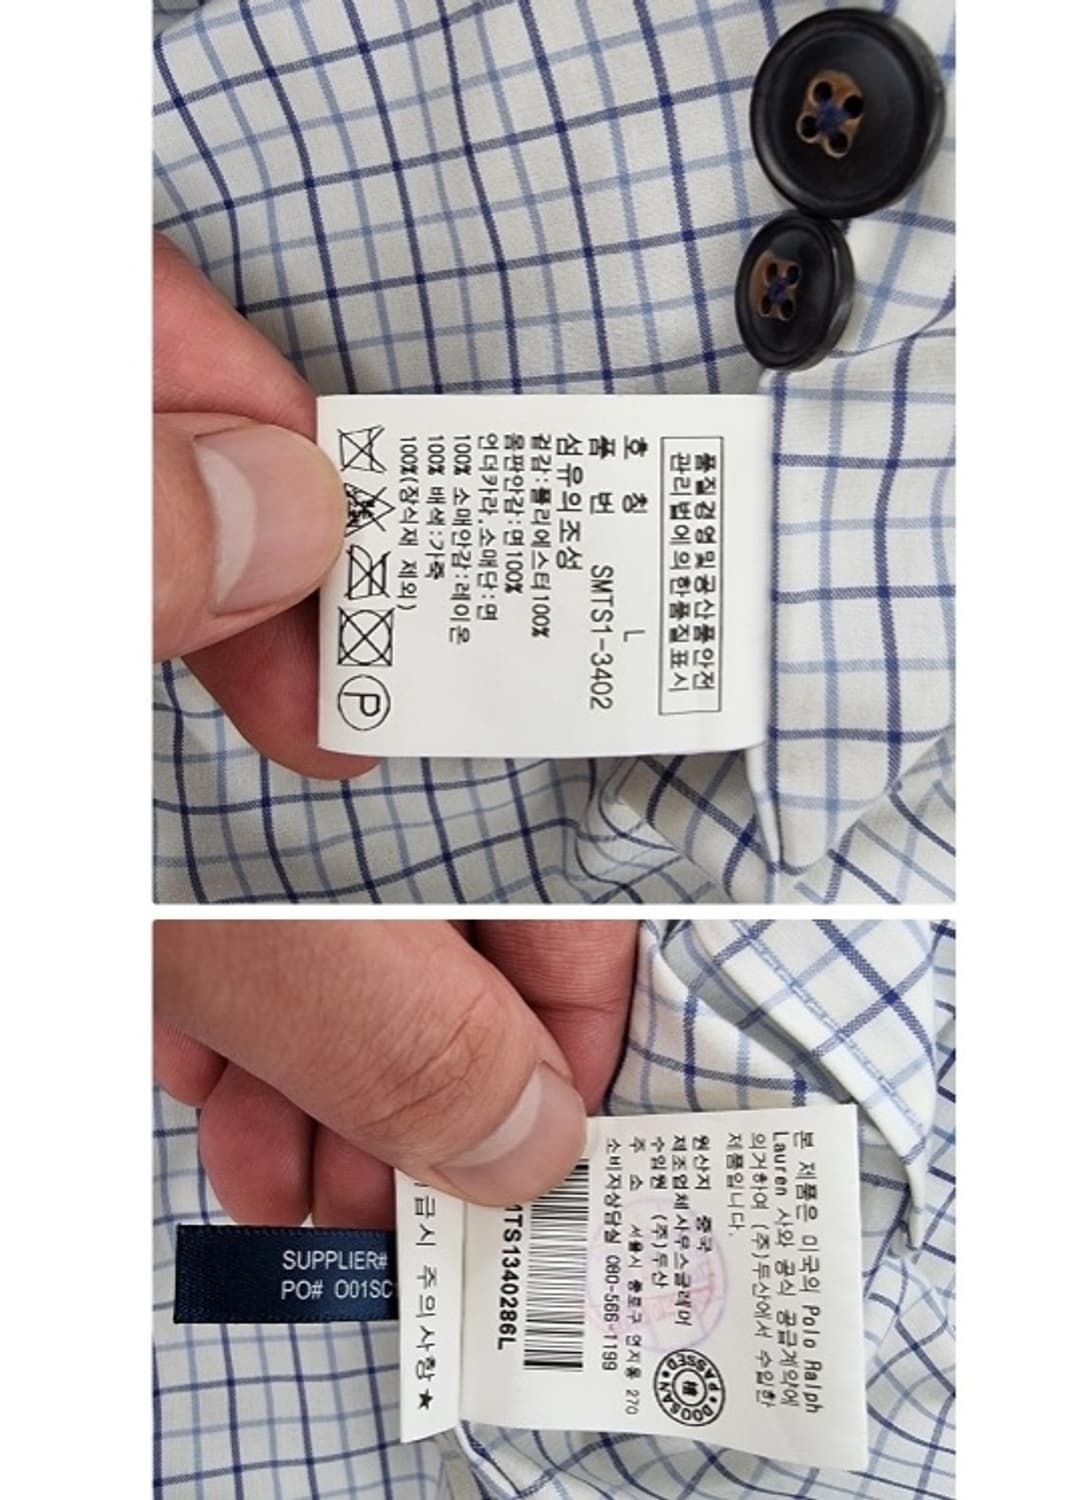 품질경영및공산품안전
관리법에의한품질표시
호 칭 L
품 번 SMTS1-3402
섬유의조성
겉감:폴리에스터100%
몸판안감:면100%
언더카라.소매단:면
100% 소매안감:레이온
100% 배색:가죽
100%(장식재 제외)
P
본 제품은 미국의 Polo Ralph
Lauren 사와 공식 공급계약에
의거하여 (주)두산에서 수입한
제품입니다.
원산지 중국
제조업체 사우스글레머
수입원 (주)두산
주 소 서울시 종로구 연지동 270
소비자상담실 080-566-1199
DOOSAN
PASSED
TS1340286L
급시 주의사항★
SUPPLIER#
PO# O01SC